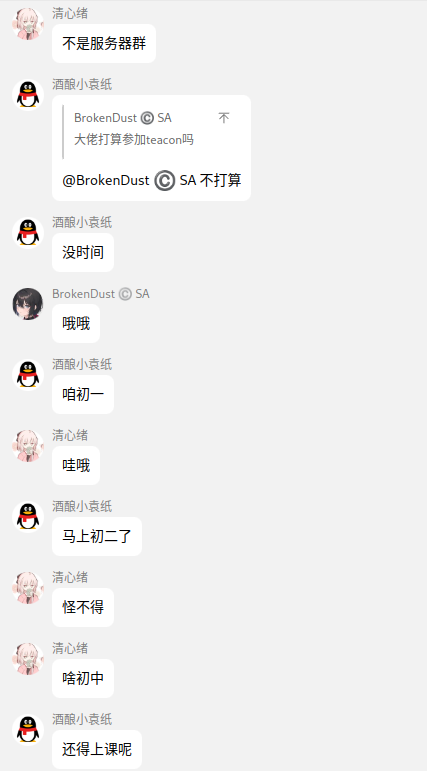 清心绪
不是服务器群
酒酿小袁纸
BrokenDust © SA
大佬打算参加teacon吗
@BrokenDust © SA 不打算
酒酿小袁纸
没时间
BrokenDust © SA
哦哦
酒酿小袁纸
咱初一
清心绪
哇哦
酒酿小袁纸
马上初二了
清心绪
怪不得
清心绪
啥初中
酒酿小袁纸
还得上课呢